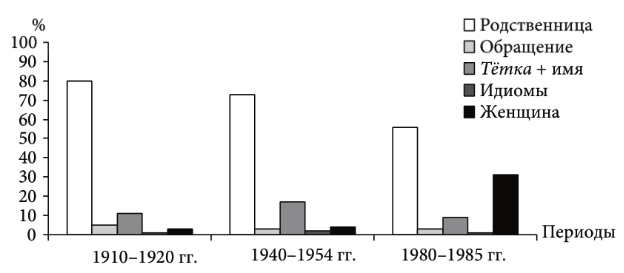 %
100
90
80
70
60
50
40
30
20
10
0
Родственница
Обращение
Тётка + имя
Идиомы
Женщина
Периоды
1910–1920 гг.
1940–1954 гг.
1980–1985 гг.